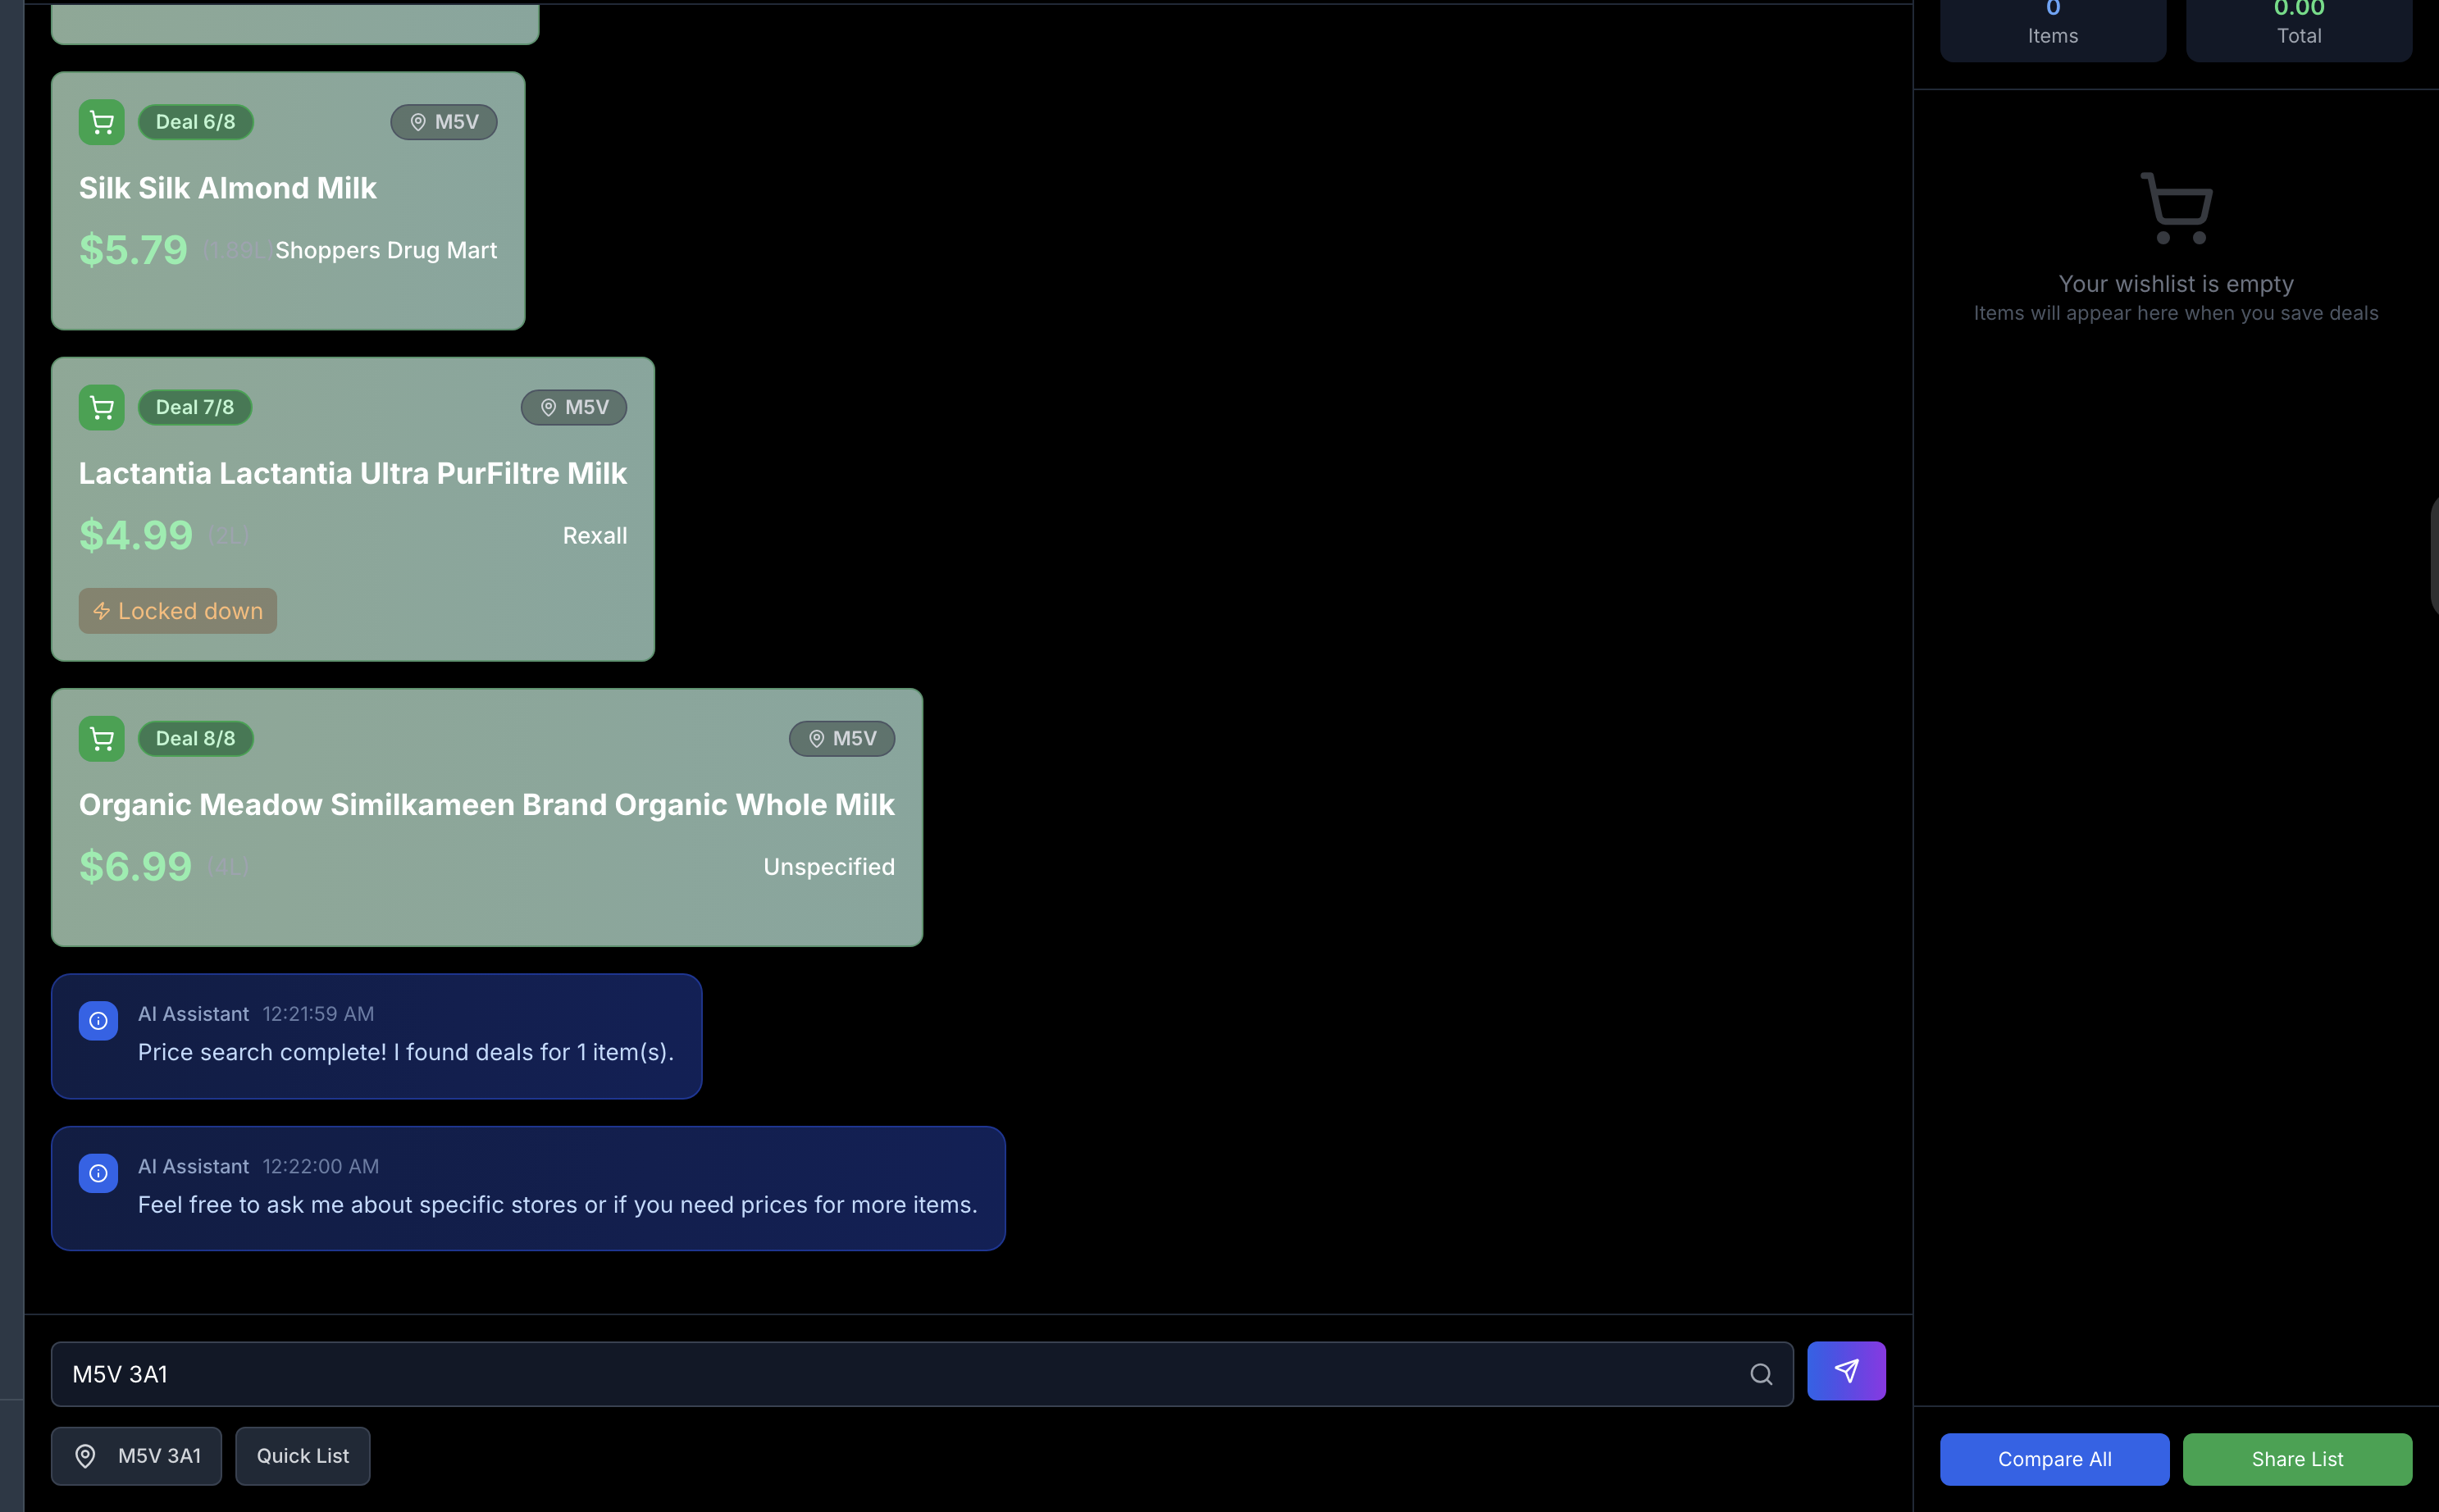 Deal 6/8
M5V
Silk Silk Almond Milk
$5.79 (1.89L) Shoppers Drug Mart
Deal 7/8
M5V
Lactantia Lactantia Ultra PurFiltre Milk
$4.99 (2L) Rexall
Locked down
Deal 8/8
M5V
Organic Meadow Similkameen Brand Organic Whole Milk
$6.99 (4L) Unspecified
AI Assistant 12:21:59 AM
Price search complete! I found deals for 1 item(s).
AI Assistant 12:22:00 AM
Feel free to ask me about specific stores or if you need prices for more items.
M5V 3A1
M5V 3A1
Quick List
0
Items
0.00
Total
Your wishlist is empty
Items will appear here when you save deals
Compare All
Share List